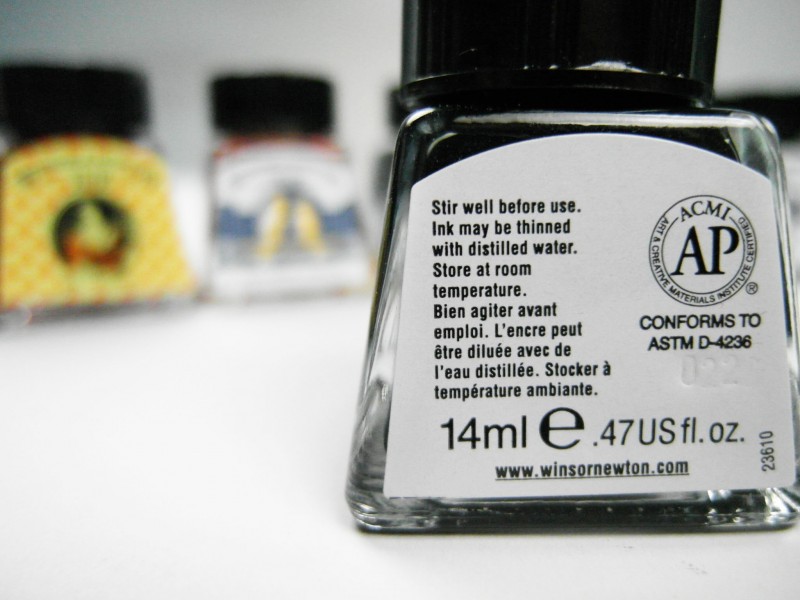 Stir well before use.
Ink may be thinned
with distilled water.
Store at room
temperature.
Bien agiter avant
emploi. L'encre peut
être diluée avec de
l'eau distillée. Stocker à
température ambiante.
ACMI
ART & CREATIVE MATERIALS INSTITUTE CERTIFIED
AP
®
CONFORMS TO
ASTM D-4236
14ml e .47US fl. oz.
www.winsornewton.com
23610